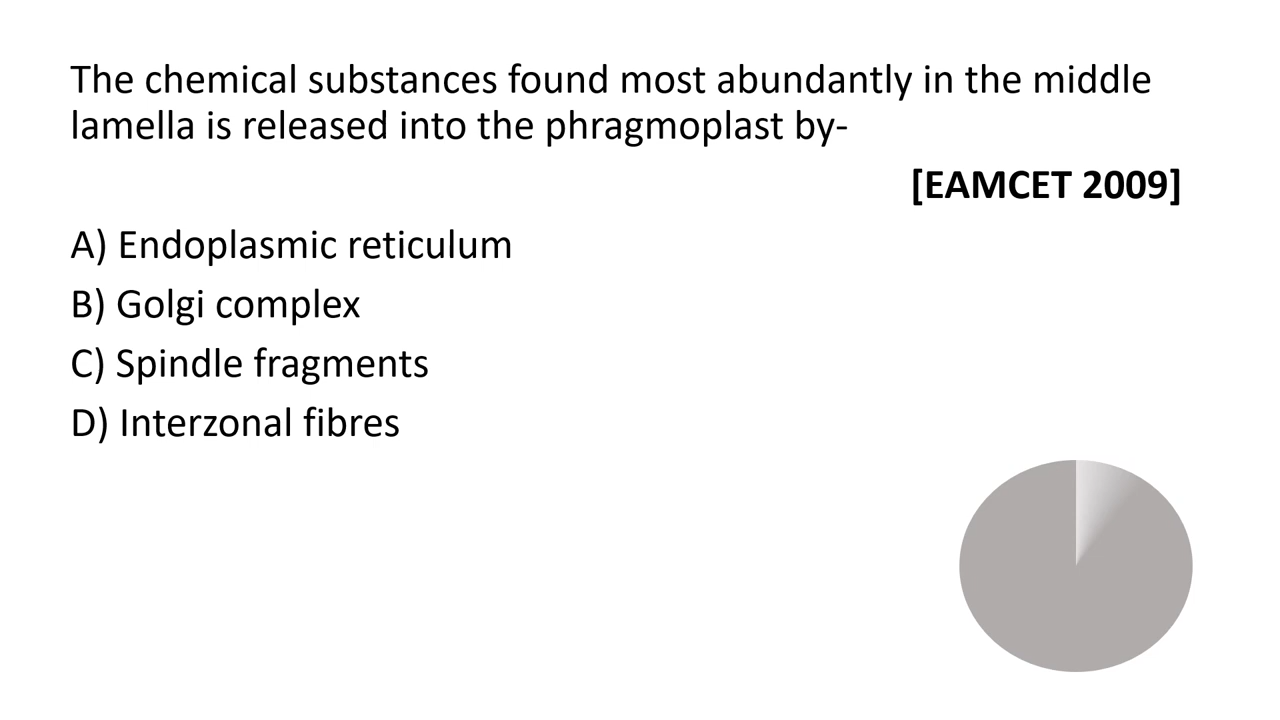 The chemical substances found most abundantly in the middle
lamella is released into the phragmoplast by-
[EAMCET 2009]
A) Endoplasmic reticulum
B) Golgi complex
C) Spindle fragments
D) Interzonal fibres